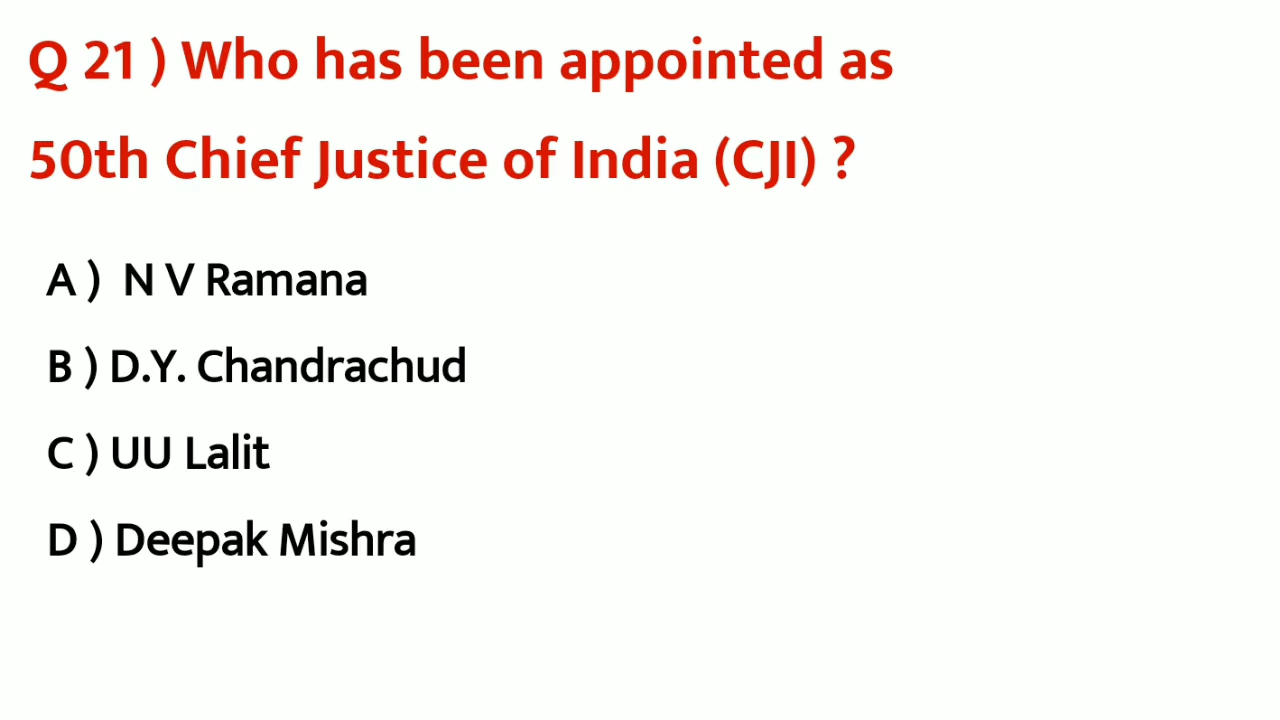 Q 21 ) Who has been appointed as
50th Chief Justice of India (CJI) ?
A ) N V Ramana
B ) D.Y. Chandrachud
C ) UU Lalit
D ) Deepak Mishra